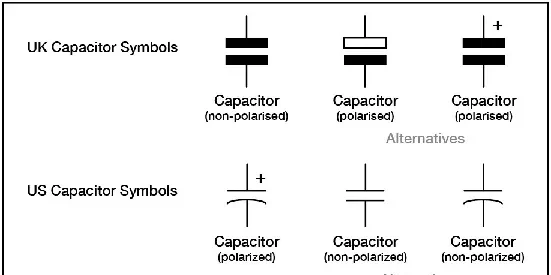 +
UK Capacitor Symbols
Capacitor Capacitor Capacitor
(non-polarised) (polarised) (polarised)
Alternatives
+
US Capacitor Symbols
Capacitor Capacitor Capacitor
(polarized) (non-polarized) (non-polarized)